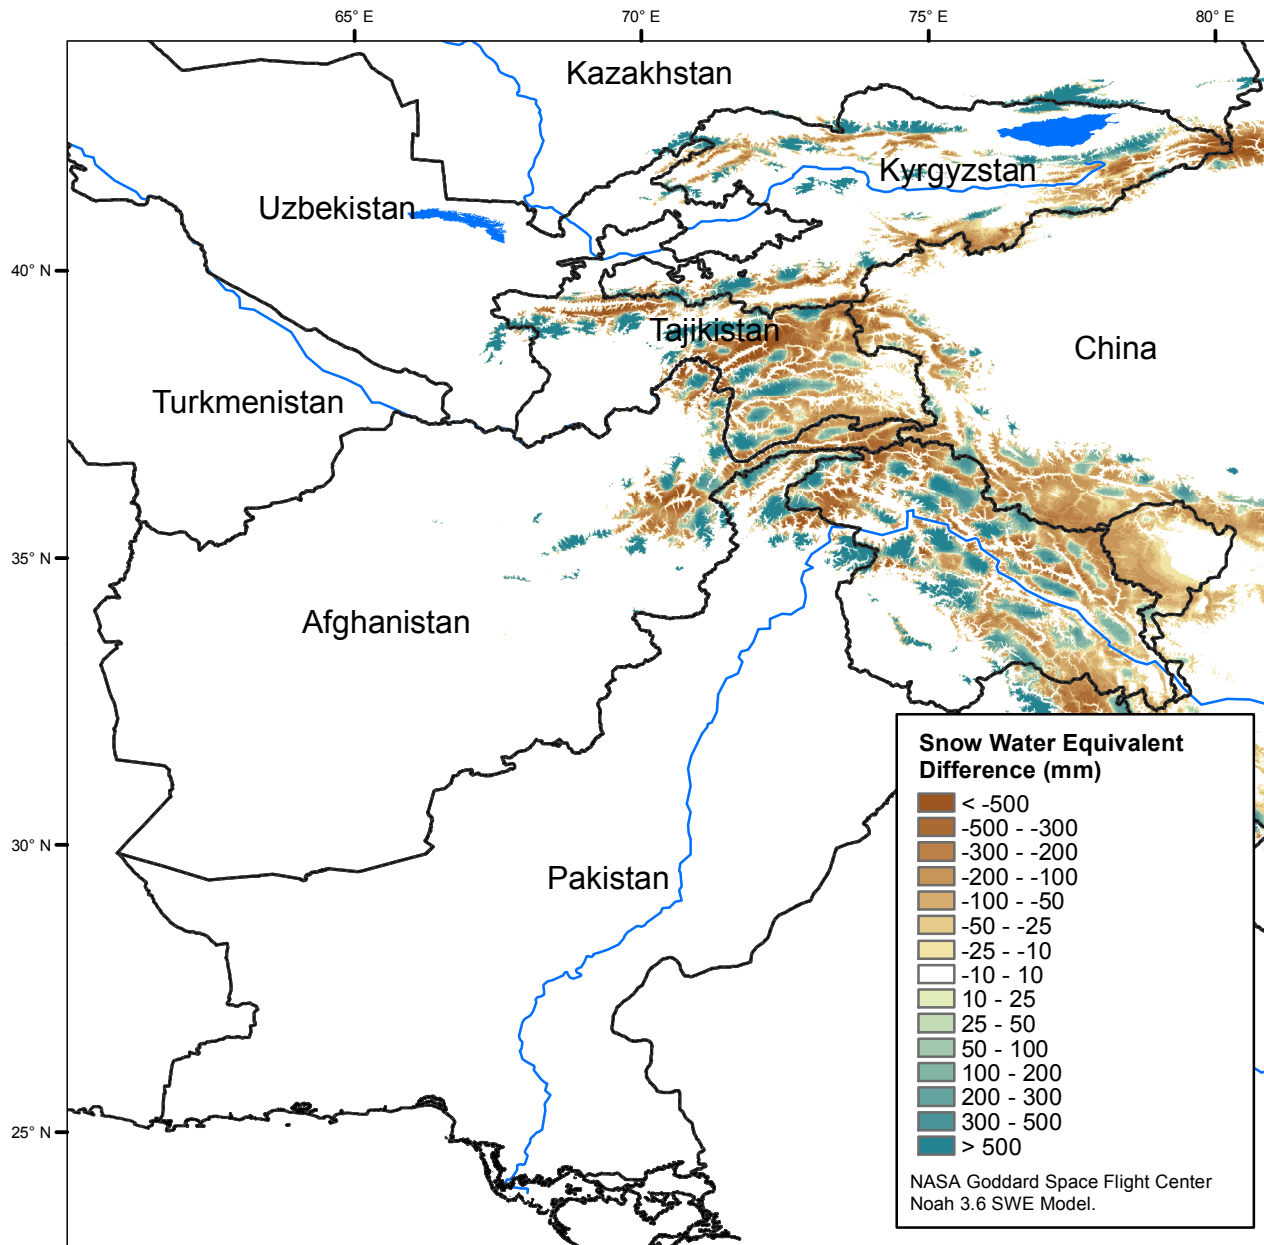 65° E
70° E
75° E
80° E
Kazakhstan
Kyrgyzstan
Uzbekistan
40° N
Tajikistan
China
Turkmenistan
35° N
Afghanistan
30° N
Pakistan
25° N
Snow Water Equivalent
Difference (mm)
< -500
-500 - -300
-300 - -200
-200 - -100
-100 - -50
-50 - -25
-25 - -10
-10 - 10
10 - 25
25 - 50
50 - 100
100 - 200
200 - 300
300 - 500
> 500
NASA Goddard Space Flight Center
Noah 3.6 SWE Model.